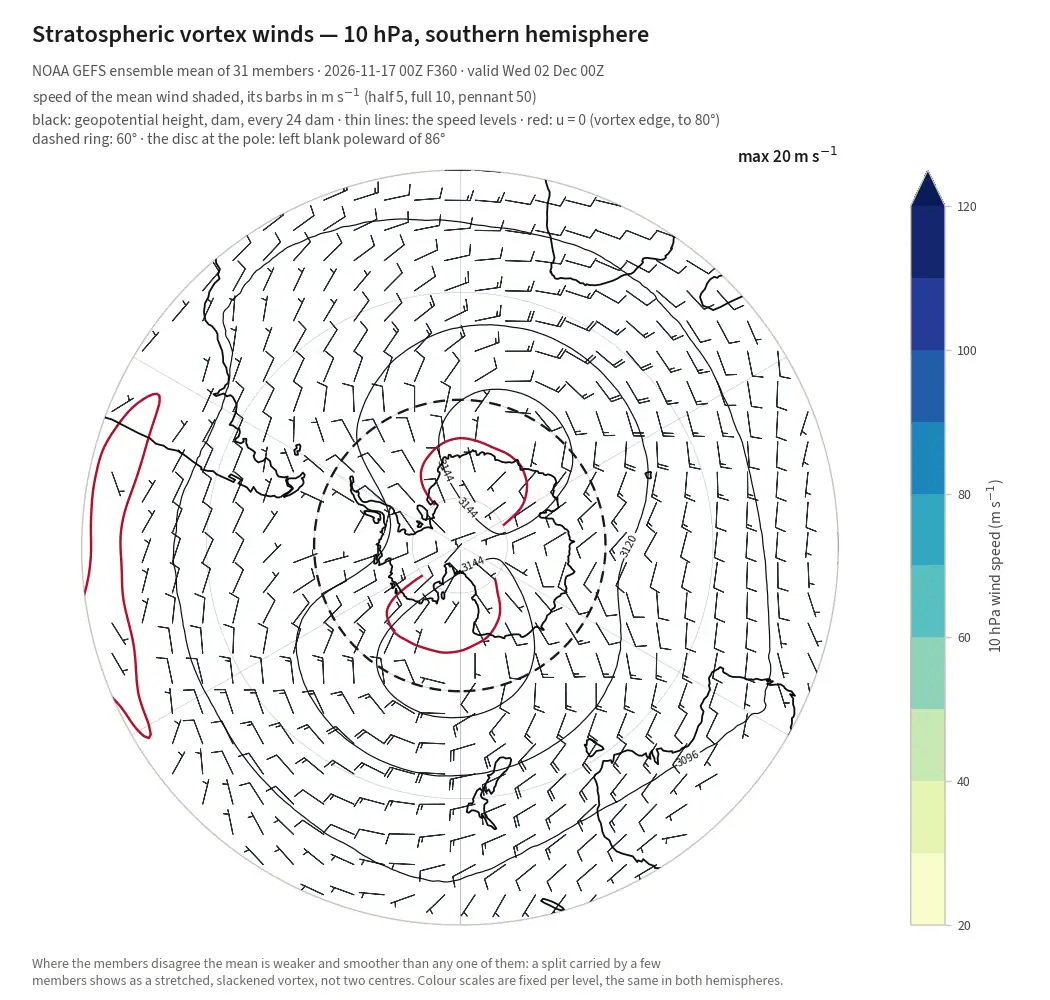 Stratospheric vortex winds — 10 hPa, southern hemisphere
NOAA GEFS ensemble mean of 31 members · 2026-11-17 00Z F360 · valid Wed 02 Dec 00Z
speed of the mean wind shaded, its barbs in m s⁻¹ (half 5, full 10, pennant 50)
black: geopotential height, dam, every 24 dam · thin lines: the speed levels · red: u = 0 (vortex edge, to 80°)
dashed ring: 60° · the disc at the pole: left blank poleward of 86°
max 20 m s⁻¹
120
100
80
60
40
20
10 hPa wind speed (m s⁻¹)
3144
3144
3144
3120
3096
Where the members disagree the mean is weaker and smoother than any one of them: a split carried by a few
members shows as a stretched, slackened vortex, not two centres. Colour scales are fixed per level, the same in both hemispheres.